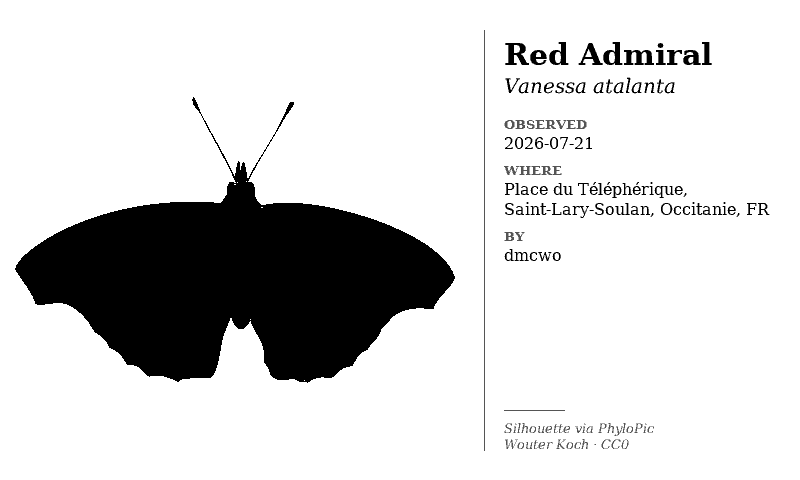 Red Admiral
Vanessa atalanta
OBSERVED
2026-07-21
WHERE
Place du Téléphérique,
Saint-Lary-Soulan, Occitanie, FR
BY
dmcwo
Silhouette via PhyloPic
Wouter Koch · CC0